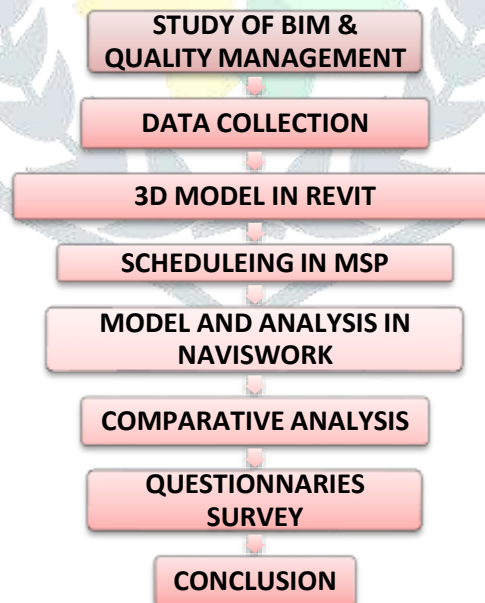 STUDY OF BIM &
QUALITY MANAGEMENT
DATA COLLECTION
3D MODEL IN REVIT
SCHEDULEING IN MSP
MODEL AND ANALYSIS IN
NAVISWORK
COMPARATIVE ANALYSIS
QUESTIONNARIES
SURVEY
CONCLUSION